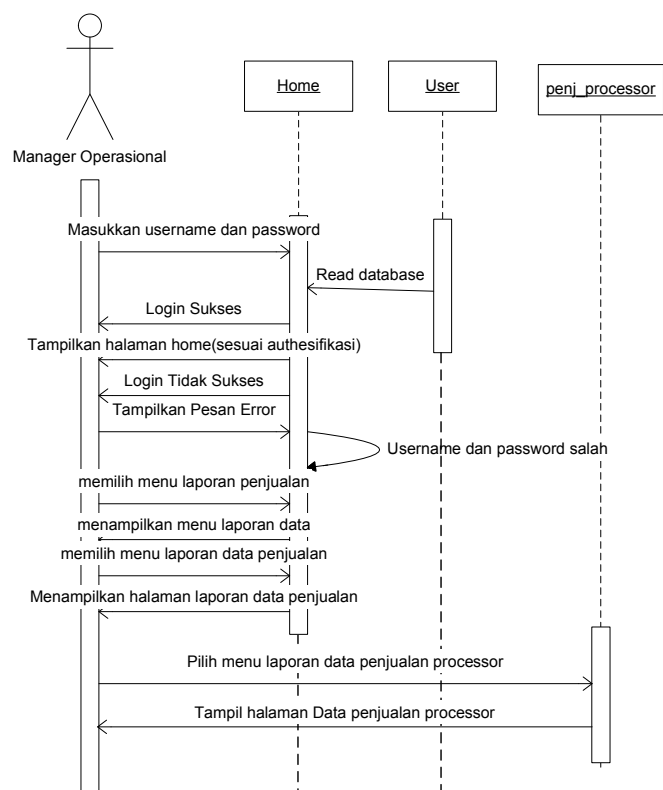 Home
User
penj_processor
Manager Operasional
Masukkan username dan password
Read database
Login Sukses
Tampilkan halaman home(sesuai authesifikasi)
Login Tidak Sukses
Tampilkan Pesan Error
Username dan password salah
memilih menu laporan penjualan
menampilkan menu laporan data
memilih menu laporan data penjualan
Menampilkan halaman laporan data penjualan
Pilih menu laporan data penjualan processor
Tampil halaman Data penjualan processor